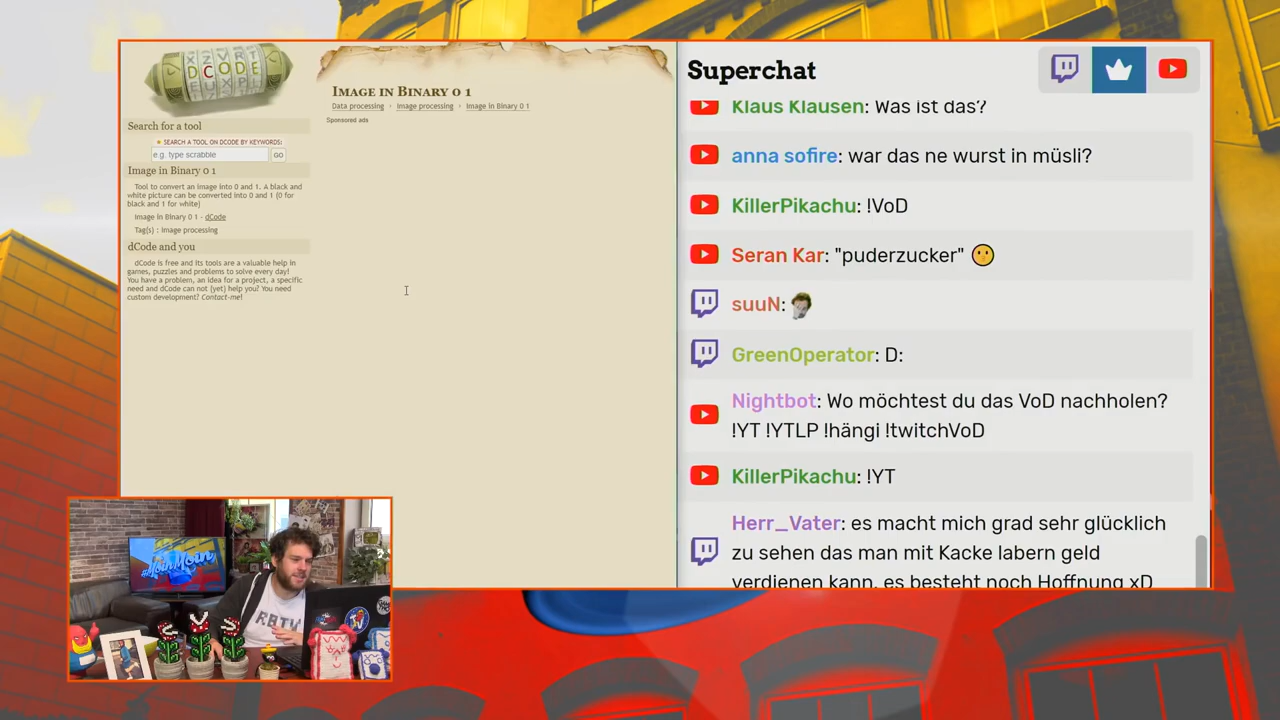 DCODE
Search for a tool
★ SEARCH A TOOL ON DCODE BY KEYWORDS:
e.g. type scrabble
GO
Image in Binary 0 1
Tool to convert an image into 0 and 1. A black and
white picture can be converted into 0 and 1 (0 for
black and 1 for white)
Image in Binary 0 1 - dCode
Tag(s) : Image processing
dCode and you
dCode is free and its tools are a valuable help in
games, puzzles and problems to solve every day!
You have a problem, an idea for a project, a specific
need and dCode can not (yet) help you? You need
custom development? Contact-me!
IMAGE IN BINARY 0 1
Data processing › Image processing › Image in Binary 0 1
Sponsored ads
Superchat
Klaus Klausen: Was ist das?
anna sofire: war das ne wurst in müsli?
KillerPikachu: !VoD
Seran Kar: "puderzucker"
suuN:
GreenOperator: D:
Nightbot: Wo möchtest du das VoD nachholen?
!YT !YTLP !hängi !twitchVoD
KillerPikachu: !YT
Herr_Vater: es macht mich grad sehr glücklich
zu sehen das man mit Kacke labern geld
verdienen kann, es besteht noch Hoffnung xD
#MoinMoin
RBTV